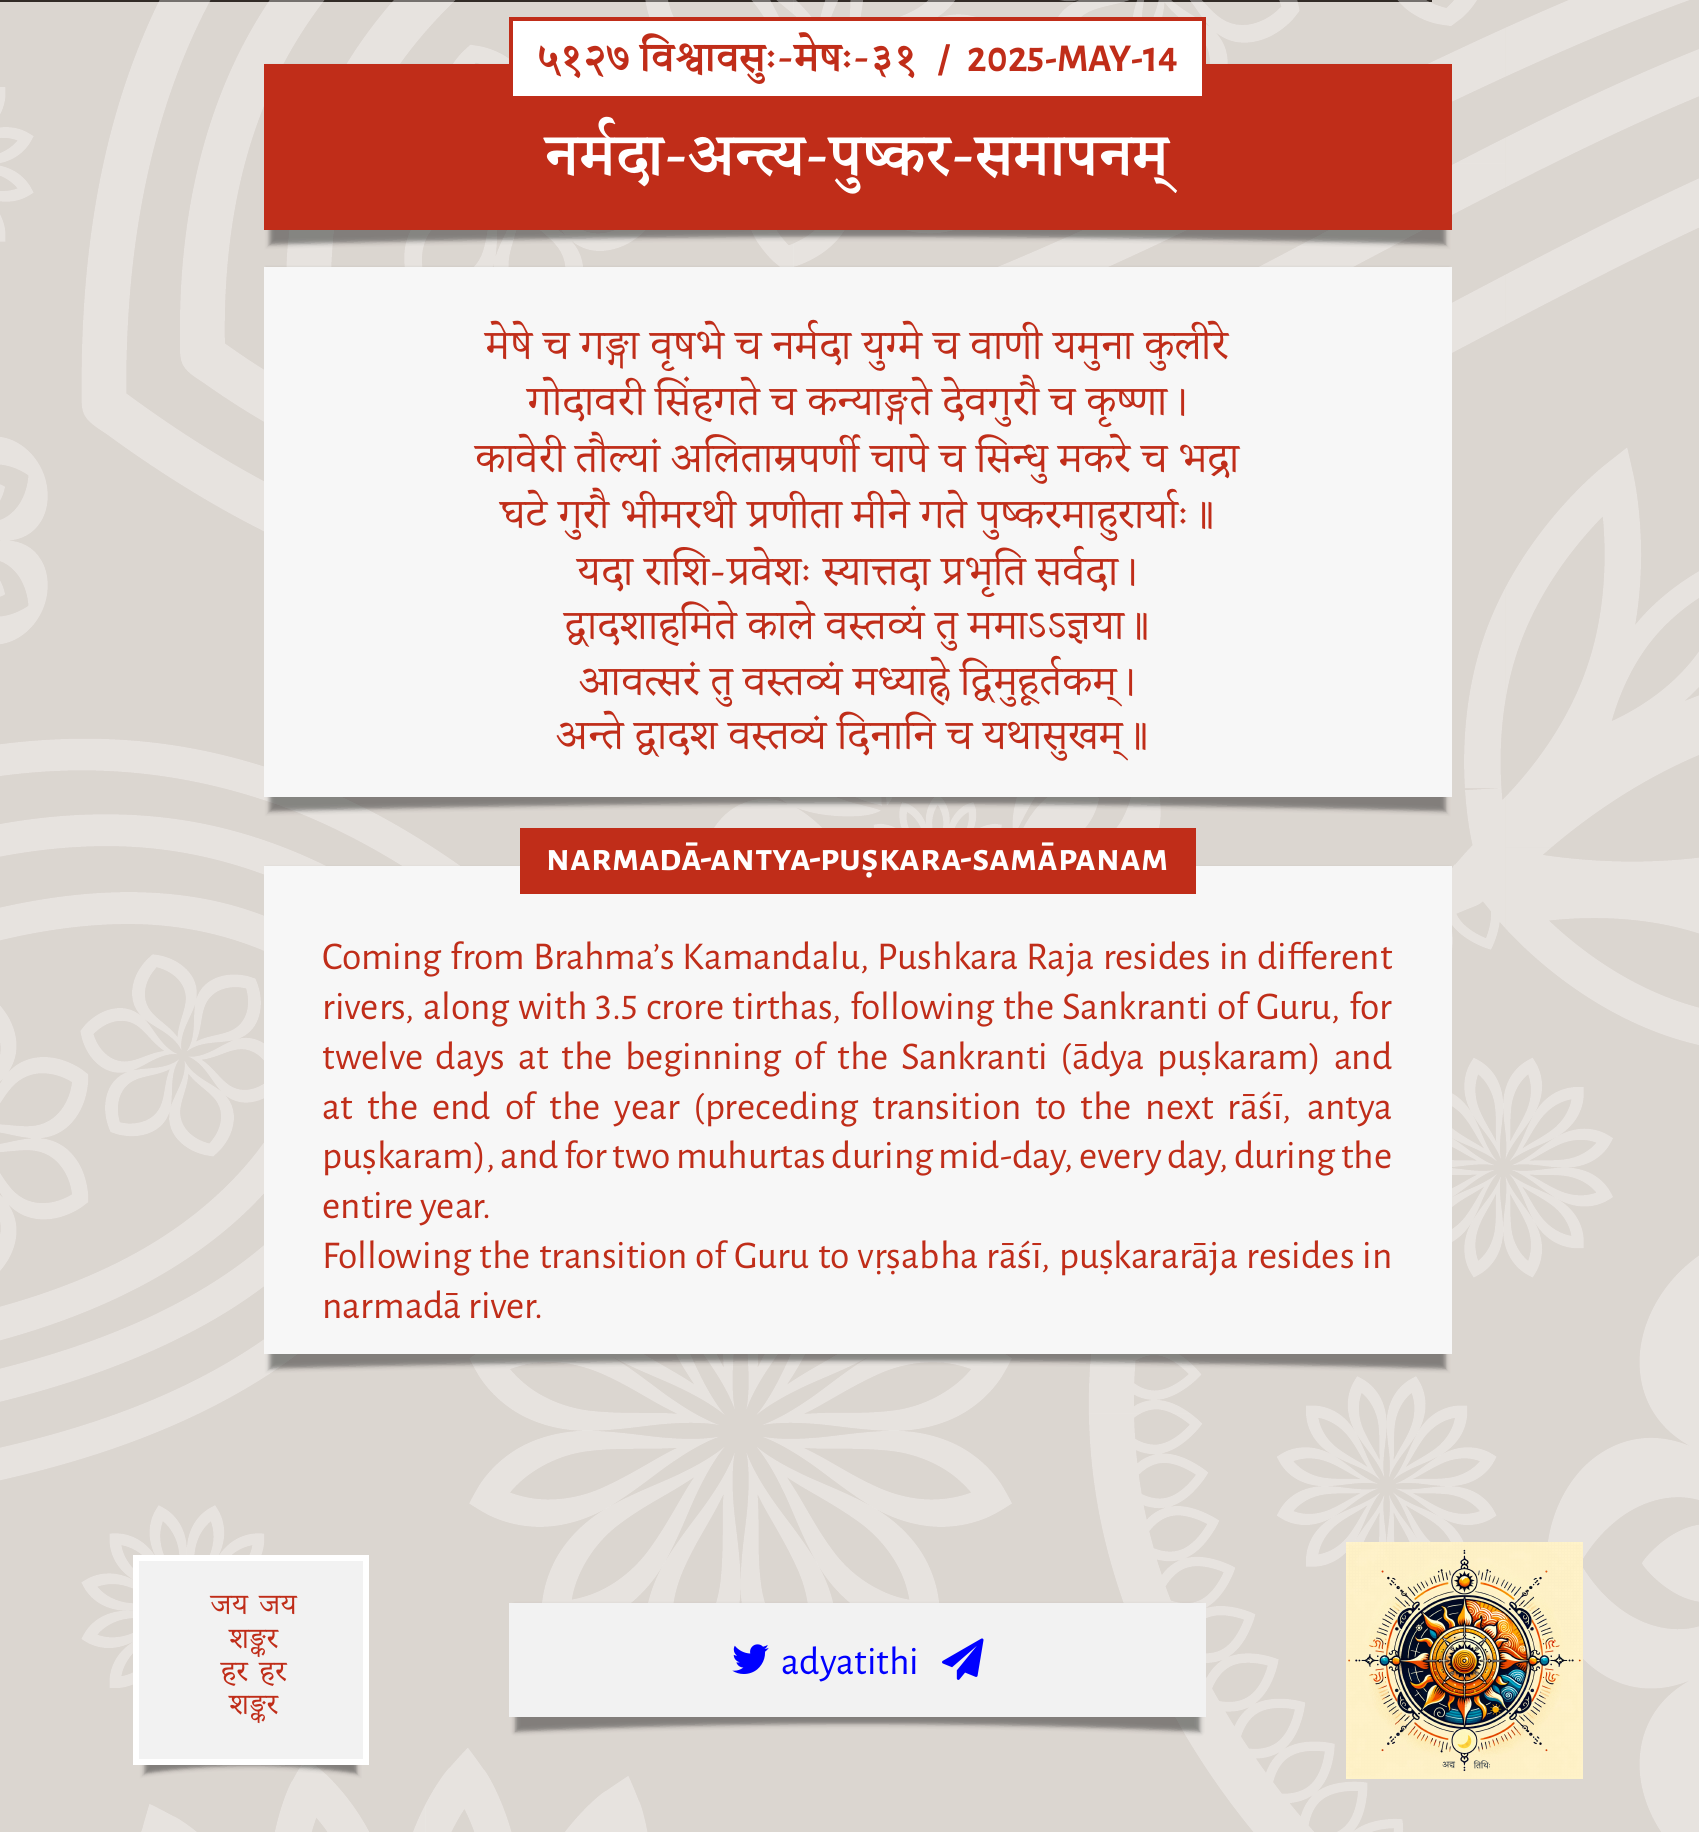 ५१२७ विश्वावसुः-मेषः-३१ / 2025-MAY-14
नर्मदा-अन्त्य-पुष्कर-समापनम्
मेषे च गङ्गा वृषभे च नर्मदा युग्मे च वाणी यमुना कुलीरे
गोदावरी सिंहगते च कन्याङ्गते देवगुरौ च कृष्णा।
कावेरी तौल्यां अलिताम्रपर्णी चापे च सिन्धु मकरे च भद्रा
घटे गुरौ भीमरथी प्रणीता मीने गते पुष्करमाहुरार्याः॥
यदा राशि-प्रवेशः स्यात्तदा प्रभृति सर्वदा।
द्वादशाहमिते काले वस्तव्यं तु ममाऽऽज्ञया॥
आवत्सरं तु वस्तव्यं मध्याह्ने द्विमुहूर्तकम्।
अन्ते द्वादश वस्तव्यं दिनानि च यथासुखम्॥
NARMADĀ-ANTYA-PUṢKARA-SAMĀPANAM
Coming from Brahma’s Kamandalu, Pushkara Raja resides in different
rivers, along with 3.5 crore tirthas, following the Sankranti of Guru, for
twelve days at the beginning of the Sankranti (ādya puṣkaram) and
at the end of the year (preceding transition to the next rāśī, antya
puṣkaram), and for two muhurtas during mid-day, every day, during the
entire year.
Following the transition of Guru to vṛṣabha rāśī, puṣkararāja resides in
narmadā river.
जय जय
शङ्कर
हर हर
शङ्कर
adyatithi
अद्य तिथिः